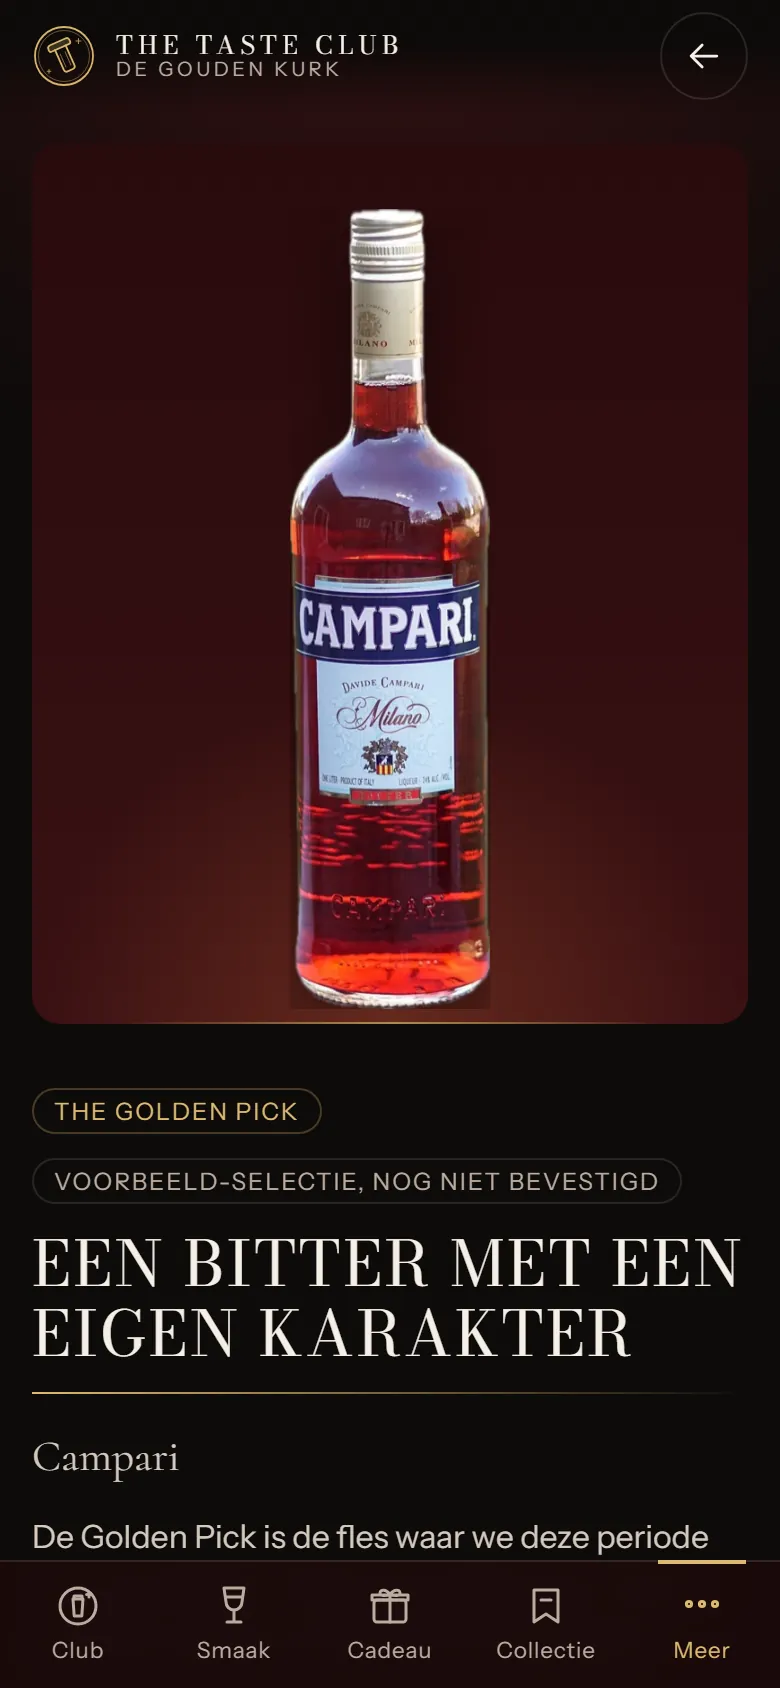 THE TASTE CLUB
DE GOUDEN KURK
MILANO
CAMPARI
DAVIDE CAMPARI
Milano
CAMPARI
THE GOLDEN PICK
VOORBEELD-SELECTIE, NOG NIET BEVESTIGD
EEN BITTER MET EEN
EIGEN KARAKTER
Campari
De Golden Pick is de fles waar we deze periode
Club
Smaak
Cadeau
Collectie
Meer